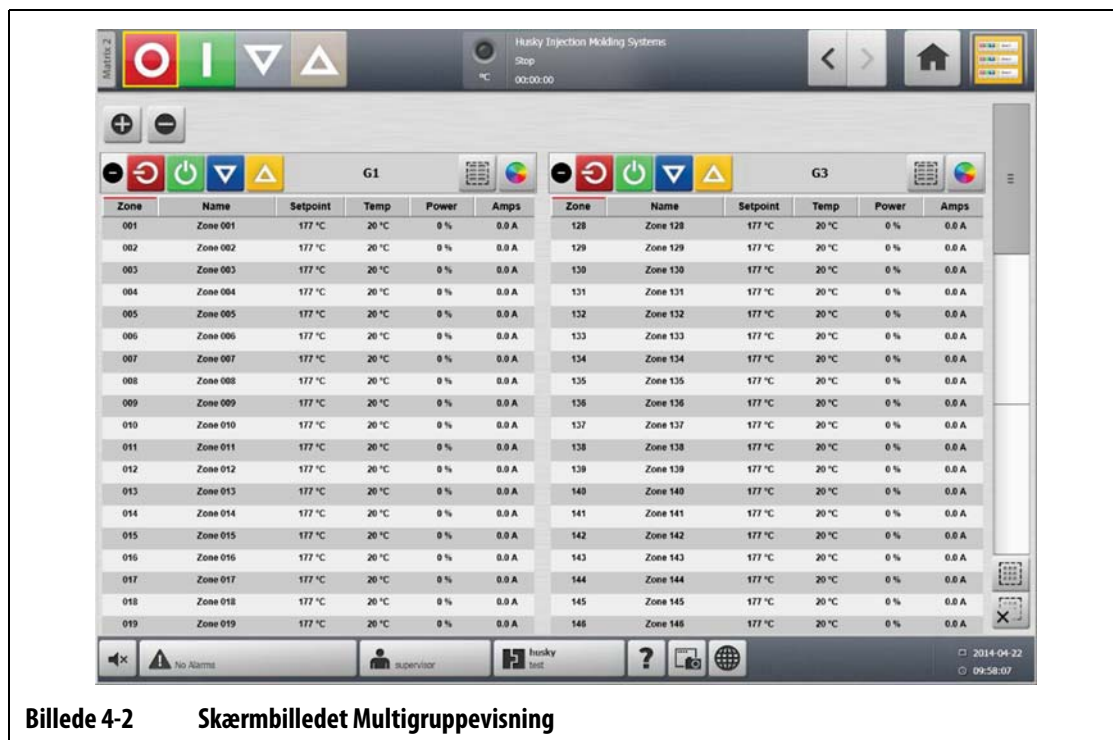 Matrix 2
Husky Injection Molding Systems
Stop
°C 00:00:00
G1
Zone Name Setpoint Temp Power Amps
001 Zone 001 177 °C 20 °C 0 % 0.0 A
002 Zone 002 177 °C 20 °C 0 % 0.0 A
003 Zone 003 177 °C 20 °C 0 % 0.0 A
004 Zone 004 177 °C 20 °C 0 % 0.0 A
005 Zone 005 177 °C 20 °C 0 % 0.0 A
006 Zone 006 177 °C 20 °C 0 % 0.0 A
007 Zone 007 177 °C 20 °C 0 % 0.0 A
008 Zone 008 177 °C 20 °C 0 % 0.0 A
009 Zone 009 177 °C 20 °C 0 % 0.0 A
010 Zone 010 177 °C 20 °C 0 % 0.0 A
011 Zone 011 177 °C 20 °C 0 % 0.0 A
012 Zone 012 177 °C 20 °C 0 % 0.0 A
013 Zone 013 177 °C 20 °C 0 % 0.0 A
014 Zone 014 177 °C 20 °C 0 % 0.0 A
015 Zone 015 177 °C 20 °C 0 % 0.0 A
016 Zone 016 177 °C 20 °C 0 % 0.0 A
017 Zone 017 177 °C 20 °C 0 % 0.0 A
018 Zone 018 177 °C 20 °C 0 % 0.0 A
019 Zone 019 177 °C 20 °C 0 % 0.0 A
G3
Zone Name Setpoint Temp Power Amps
128 Zone 128 177 °C 20 °C 0 % 0.0 A
129 Zone 129 177 °C 20 °C 0 % 0.0 A
130 Zone 130 177 °C 20 °C 0 % 0.0 A
131 Zone 131 177 °C 20 °C 0 % 0.0 A
132 Zone 132 177 °C 20 °C 0 % 0.0 A
133 Zone 133 177 °C 20 °C 0 % 0.0 A
134 Zone 134 177 °C 20 °C 0 % 0.0 A
135 Zone 135 177 °C 20 °C 0 % 0.0 A
136 Zone 136 177 °C 20 °C 0 % 0.0 A
137 Zone 137 177 °C 20 °C 0 % 0.0 A
138 Zone 138 177 °C 20 °C 0 % 0.0 A
139 Zone 139 177 °C 20 °C 0 % 0.0 A
140 Zone 140 177 °C 20 °C 0 % 0.0 A
141 Zone 141 177 °C 20 °C 0 % 0.0 A
142 Zone 142 177 °C 20 °C 0 % 0.0 A
143 Zone 143 177 °C 20 °C 0 % 0.0 A
144 Zone 144 177 °C 20 °C 0 % 0.0 A
145 Zone 145 177 °C 20 °C 0 % 0.0 A
146 Zone 146 177 °C 20 °C 0 % 0.0 A
No Alarms
supervisor
husky
test
?
2014-04-22
09:58:07
Billede 4-2 Skærmbilledet Multigruppevisning